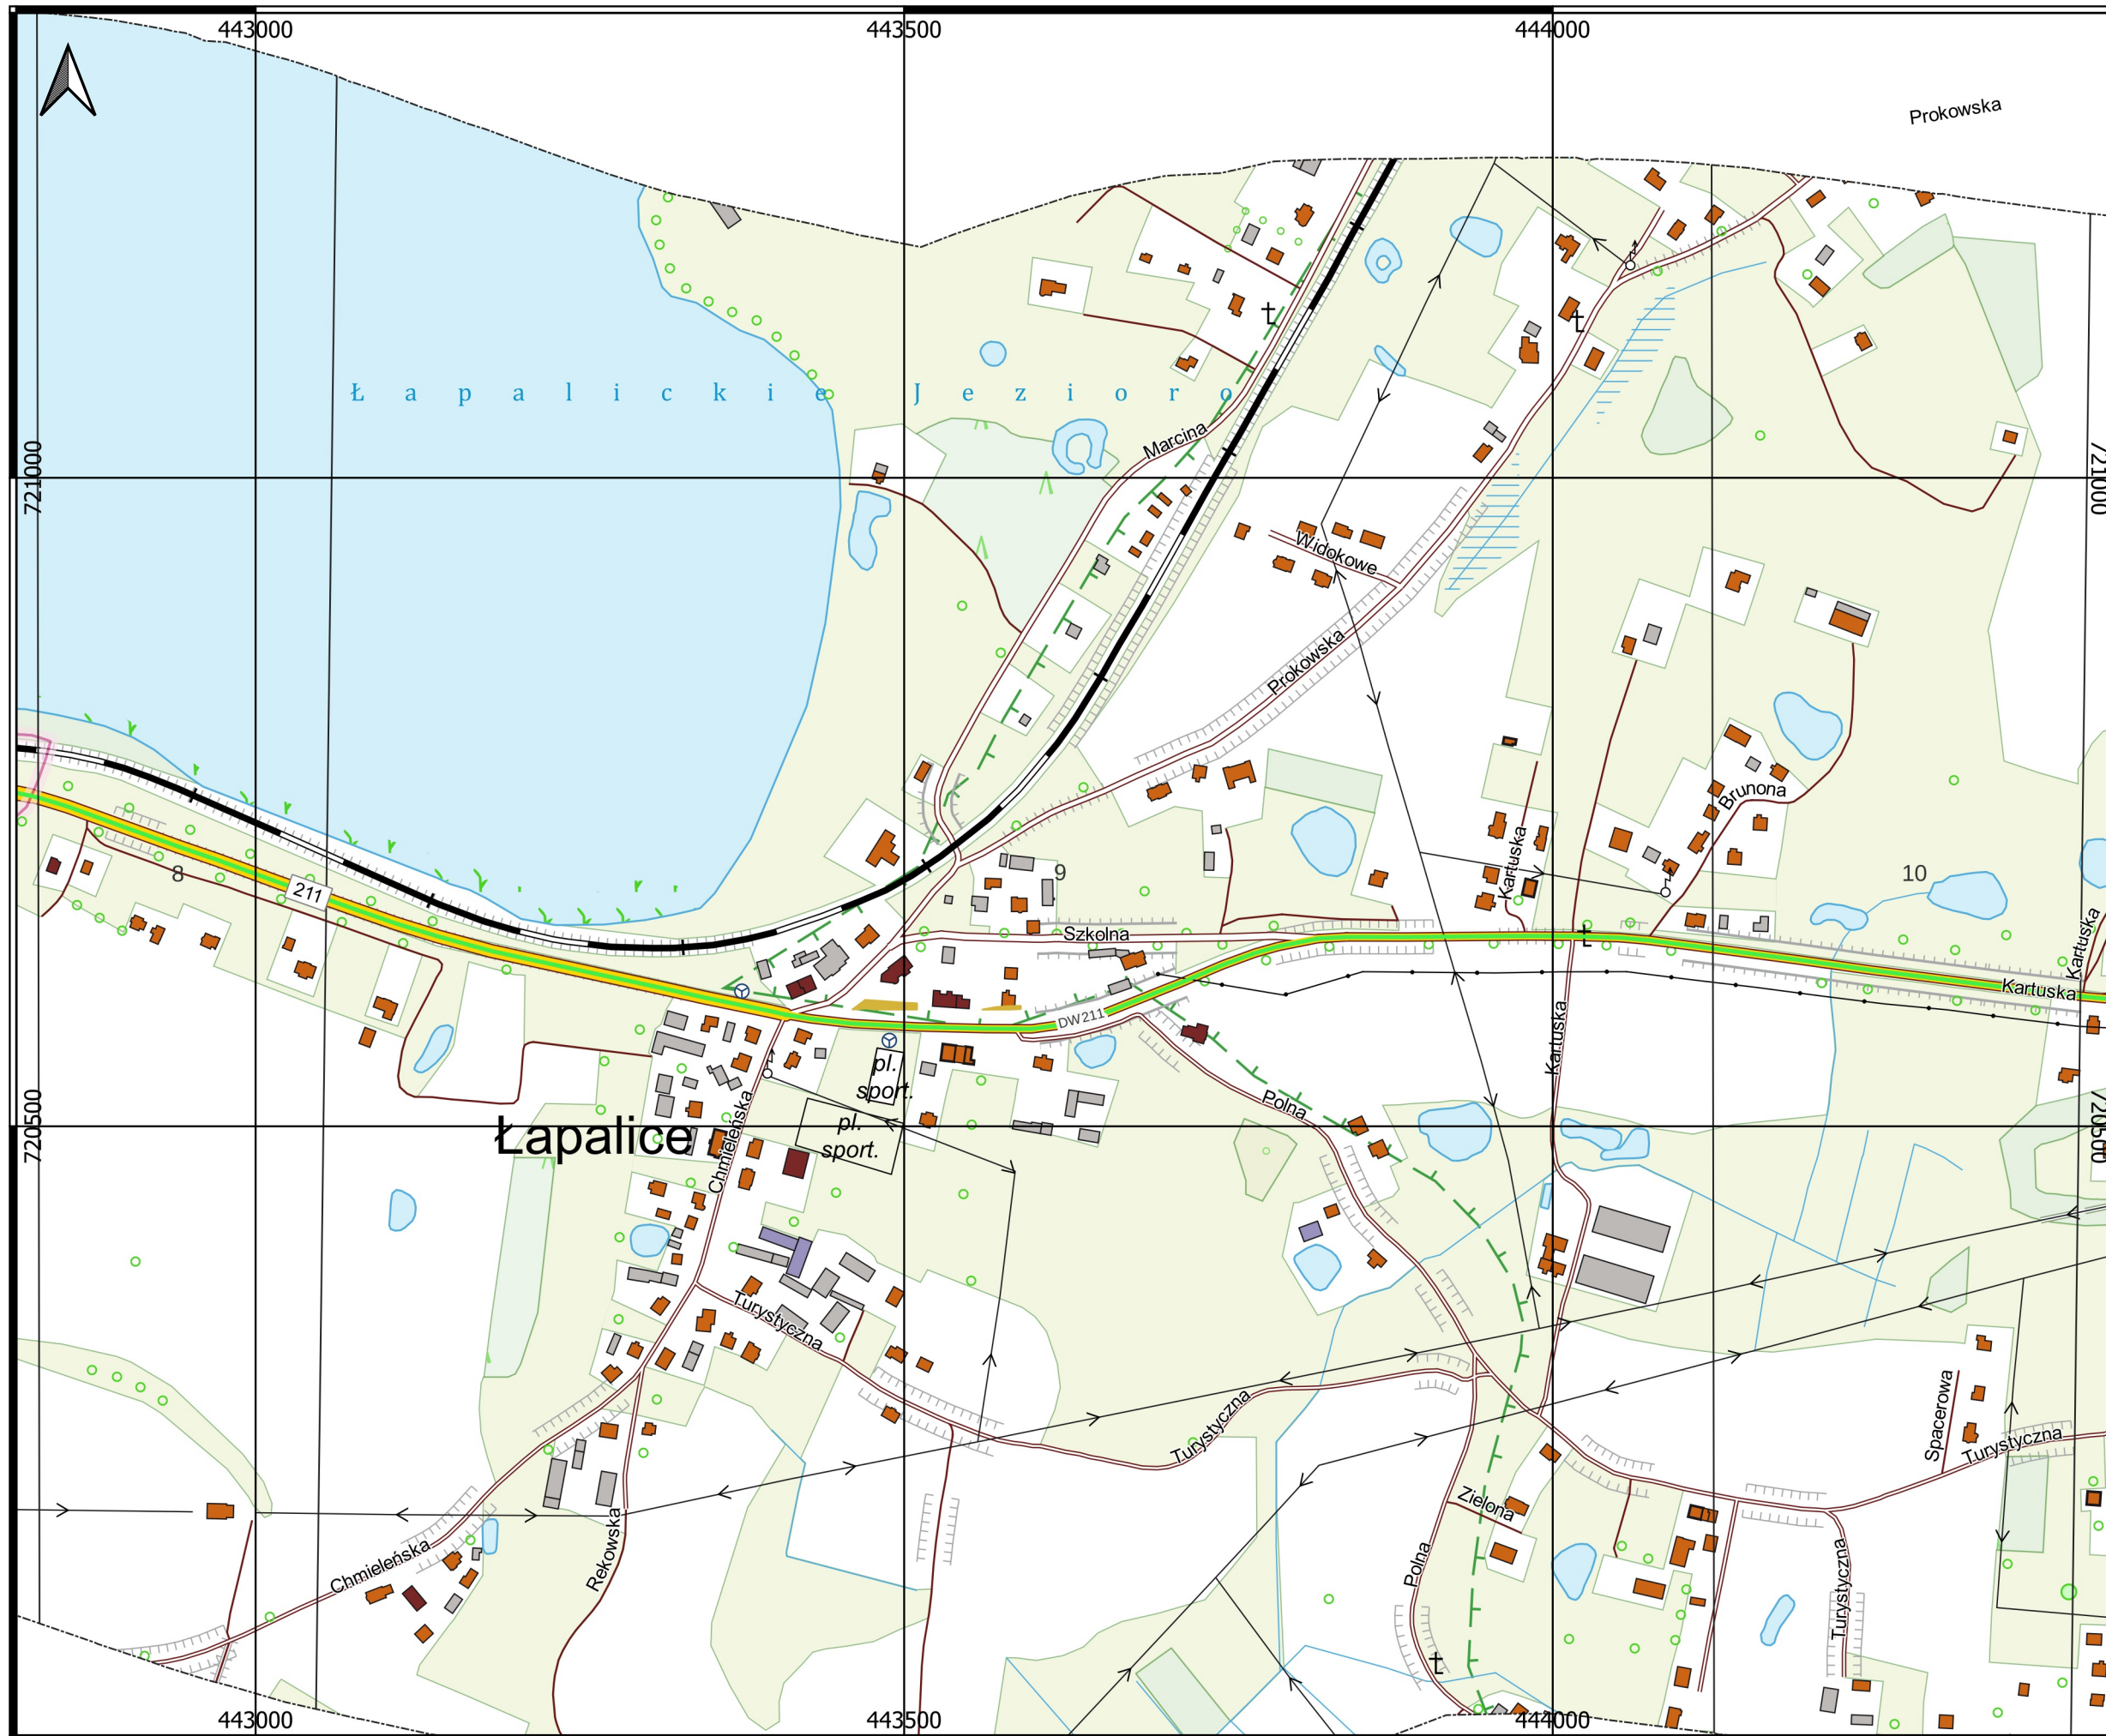 443000
443500
444000
Prokowska
Łapalickie Jezioro
Marcina
721000
721000
Widokowe
Prokowska
Brunona
Kartuska
8
211
9
10
Szkolna
Kartuska
Kartuska
DW211
Kartuska
pl.
sport.
Polna
720500
Łapalice
Chmieleńska
pl.
sport.
720500
Turystyczna
Turystyczna
Spacerowa
Turystyczna
Zielona
Rekowska
Chmieleńska
Polna
Turystyczna
443000
443500
444000